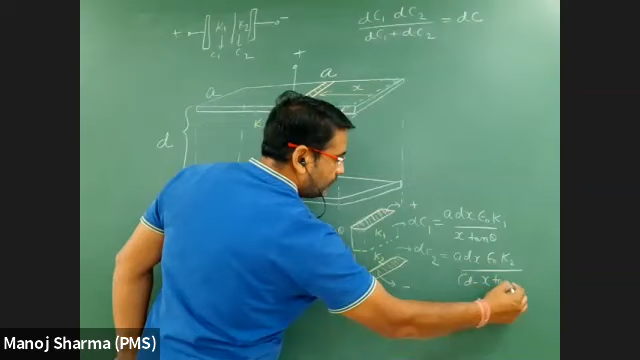 + K₁ K₂ −
C₁ C₂
dC₁ dC₂ / dC₁ + dC₂ = dC
+
a
a x
K
d
+
θ K₁ → dC₁ = a dx ε₀ K₁ / x tanθ
K₂ → dC₂ = a dx ε₀ K₂ / (d − x t
−
Manoj Sharma (PMS)